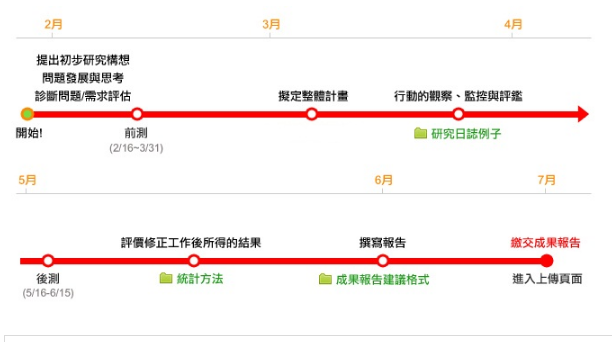 2月
3月
4月
提出初步研究構想
問題發展與思考
診斷問題/需求評估
擬定整體計畫
行動的觀察、監控與評鑑
開始!
前測
(2/16~3/31)
研究日誌例子
5月
6月
7月
評價修正工作後所得的結果
撰寫報告
繳交成果報告
後測
(5/16-6/15)
統計方法
成果報告建議格式
進入上傳頁面